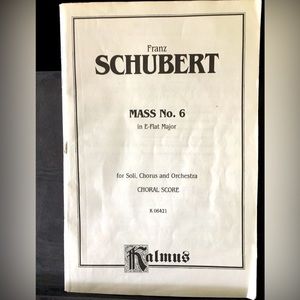 Franz
SCHUBERT
MASS No. 6
in E-Flat Major
for Soli, Chorus and Orchestra
CHORAL SCORE
K 06421
Kalmus